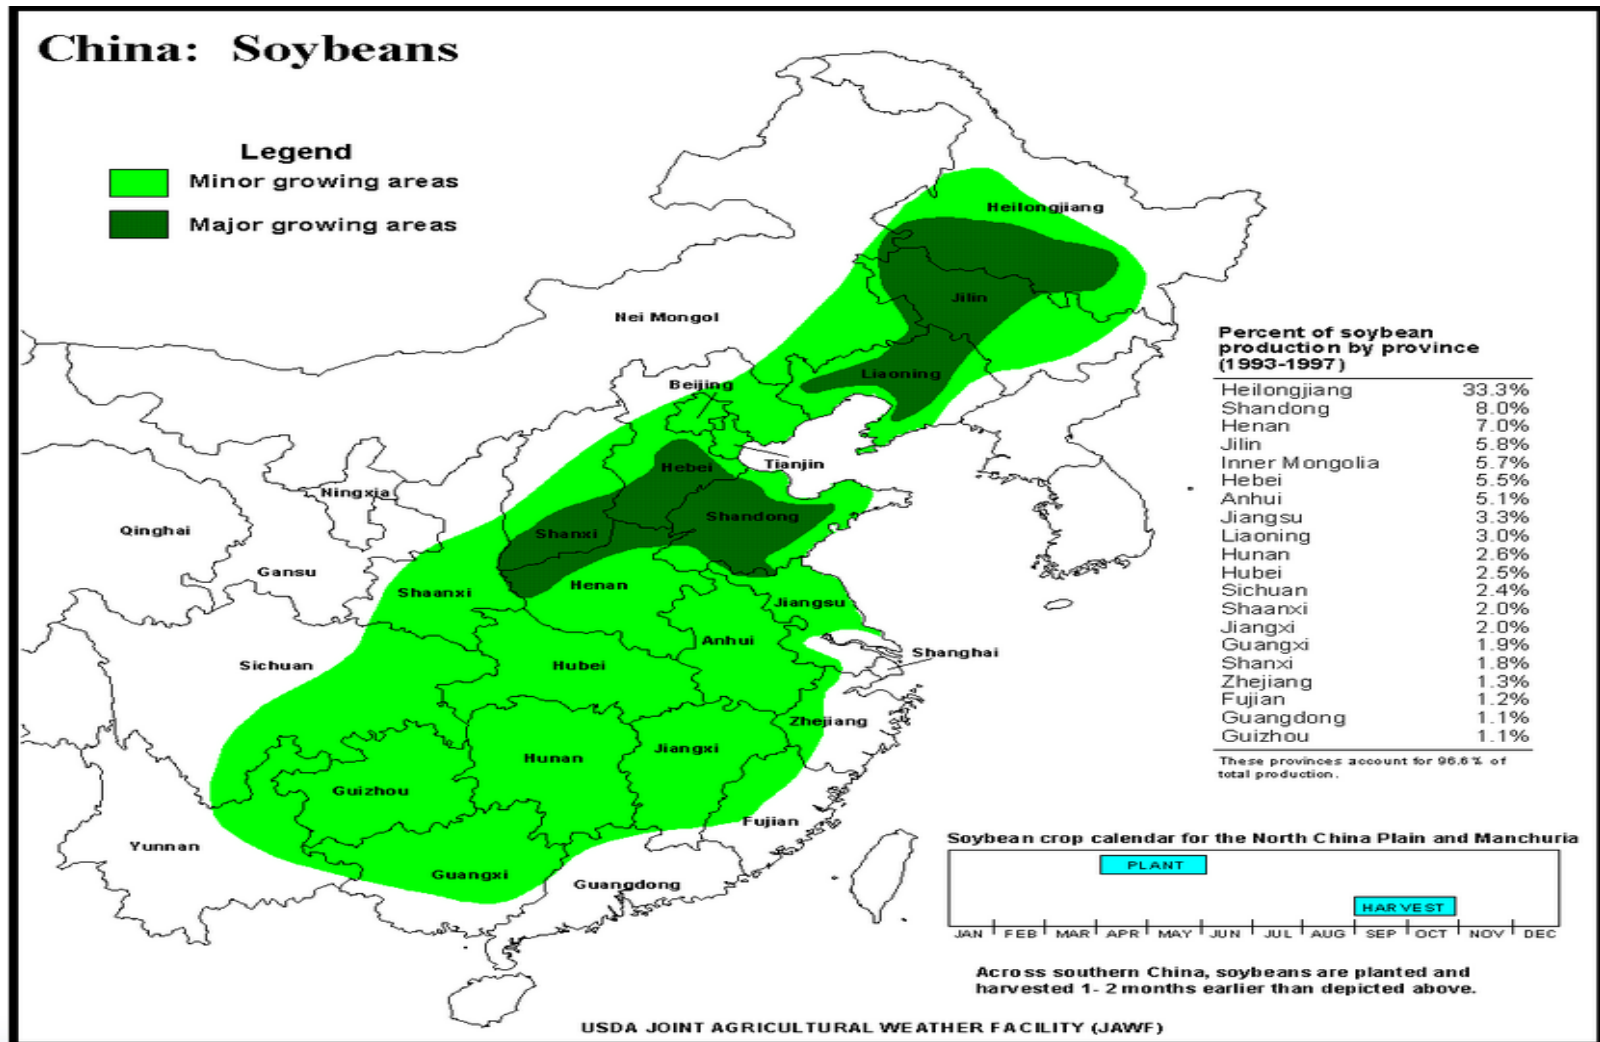 China: Soybeans
Legend
Minor growing areas
Major growing areas
Heilongjiang
Jilin
Nei Mongol
Liaoning
Beijing
Tianjin
Hebei
Ningxia
Shandong
Qinghai
Shanxi
Gansu
Henan
Shaanxi
Jiangsu
Anhui
Shanghai
Sichuan
Hubei
Zhejiang
Jiangxi
Hunan
Guizhou
Fujian
Yunnan
Guangxi
Guangdong
Percent of soybean
production by province
(1993-1997)
Heilongjiang 33.3%
Shandong 8.0%
Henan 7.0%
Jilin 5.8%
Inner Mongolia 5.7%
Hebei 5.5%
Anhui 5.1%
Jiangsu 3.3%
Liaoning 3.0%
Hunan 2.6%
Hubei 2.5%
Sichuan 2.4%
Shaanxi 2.0%
Jiangxi 2.0%
Guangxi 1.9%
Shanxi 1.8%
Zhejiang 1.3%
Fujian 1.2%
Guangdong 1.1%
Guizhou 1.1%
These provinces account for 96.6% of
total production.
Soybean crop calendar for the North China Plain and Manchuria
PLANT
HARVEST
JAN FEB MAR APR MAY JUN JUL AUG SEP OCT NOV DEC
Across southern China, soybeans are planted and
harvested 1- 2 months earlier than depicted above.
USDA JOINT AGRICULTURAL WEATHER FACILITY (JAWF)